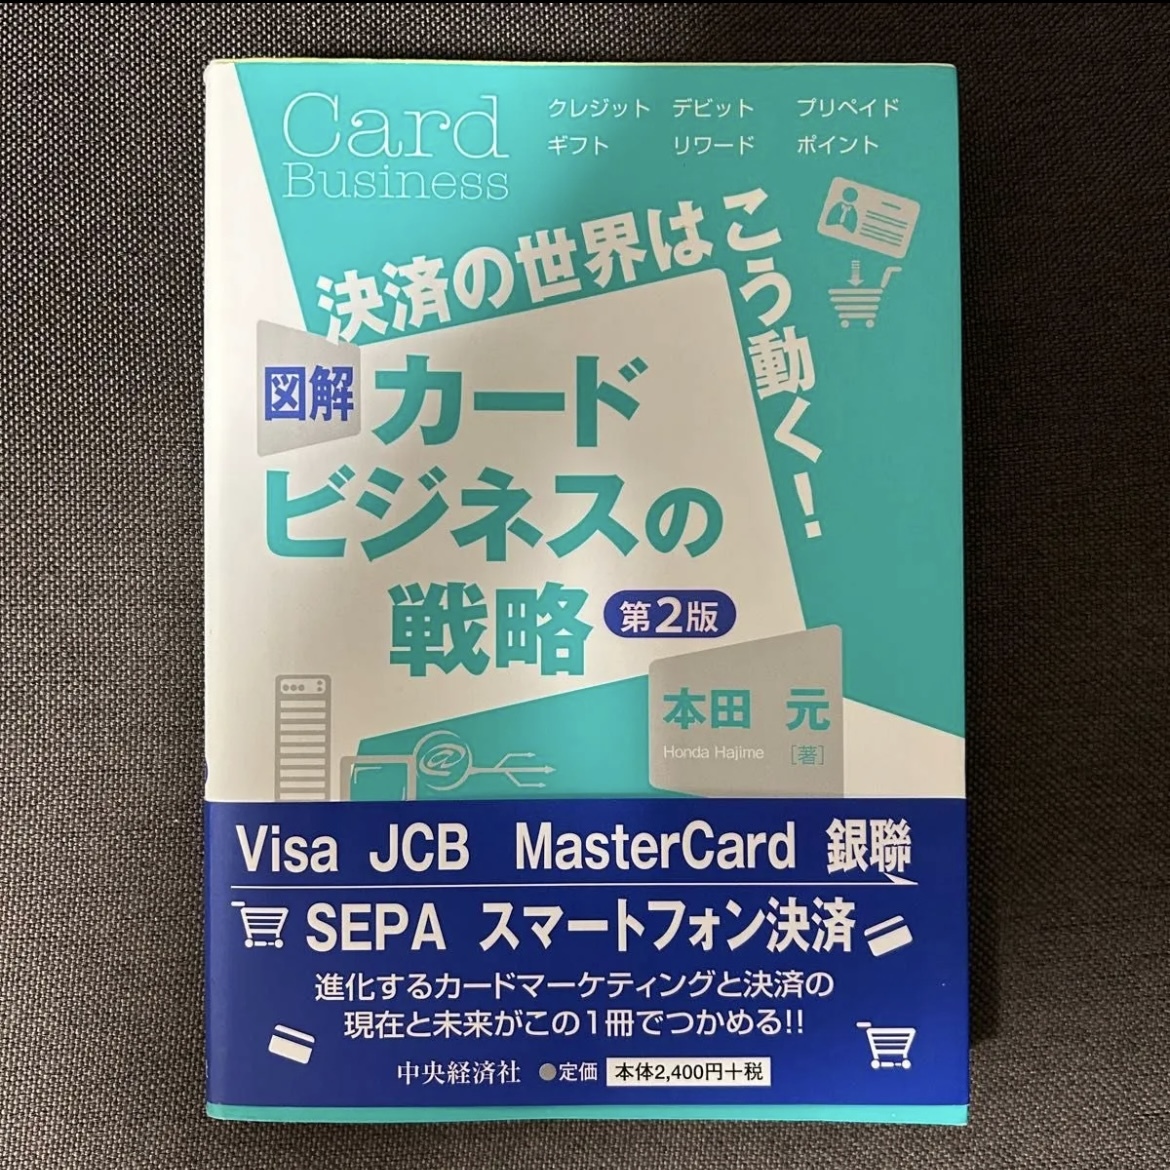 Card
Business
クレジット デビット プリペイド
ギフト リワード ポイント
決済の世界はこう動く!
図解 カード
ビジネスの
戦略 第2版
本田 元
Honda Hajime [著]
@
Visa JCB MasterCard 銀聯
SEPA スマートフォン決済
進化するカードマーケティングと決済の
現在と未来がこの1冊でつかめる!!
中央経済社 ●定価 本体2,400円+税